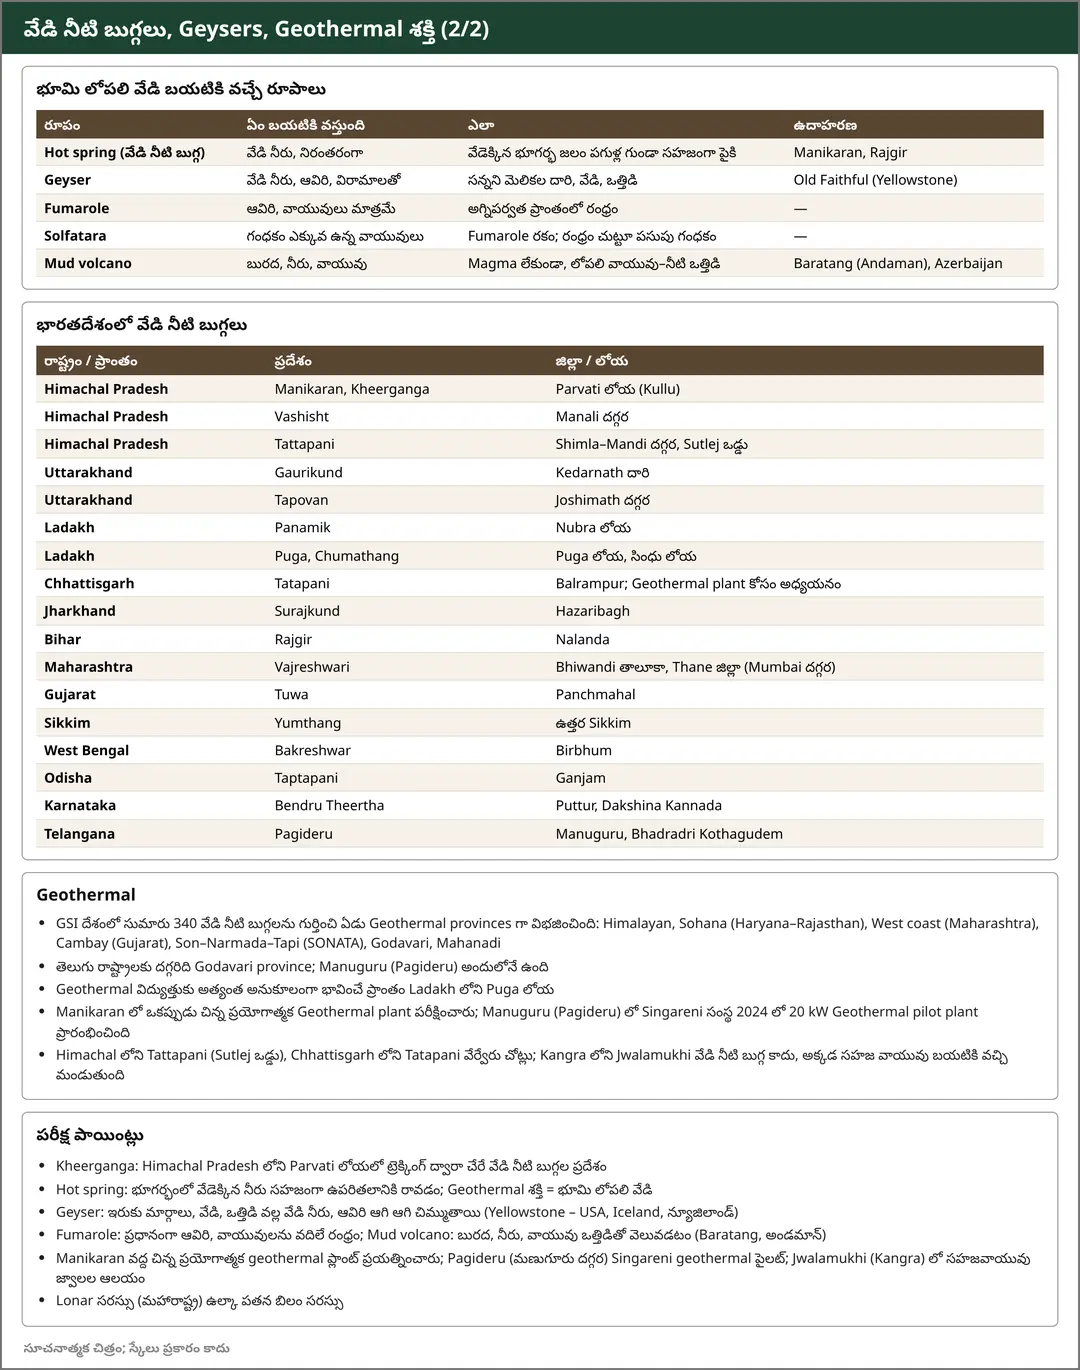 వేడి నీటి బుగ్గలు, Geysers, Geothermal శక్తి (2/2)
భూమి లోపలి వేడి బయటికి వచ్చే రూపాలు
రూపం ఏం బయటికి వస్తుంది ఎలా ఉదాహరణ
Hot spring (వేడి నీటి బుగ్గ) వేడి నీరు, నిరంతరంగా వేడెక్కిన భూగర్భ జలం పగుళ్ల గుండా సహజంగా పైకి Manikaran, Rajgir
Geyser వేడి నీరు, ఆవిరి, విరామాలతో సన్నని మెలికల దారి, వేడి, ఒత్తిడి Old Faithful (Yellowstone)
Fumarole ఆవిరి, వాయువులు మాత్రమే అగ్నిపర్వత ప్రాంతంలో రంధ్రం —
Solfatara గంధకం ఎక్కువ ఉన్న వాయువులు Fumarole రకం; రంధ్రం చుట్టూ పసుపు గంధకం —
Mud volcano బురద, నీరు, వాయువు Magma లేకుండా, లోపలి వాయువు–నీటి ఒత్తిడి Baratang (Andaman), Azerbaijan
భారతదేశంలో వేడి నీటి బుగ్గలు
రాష్ట్రం / ప్రాంతం ప్రదేశం జిల్లా / లోయ
Himachal Pradesh Manikaran, Kheerganga Parvati లోయ (Kullu)
Himachal Pradesh Vashisht Manali దగ్గర
Himachal Pradesh Tattapani Shimla–Mandi దగ్గర, Sutlej ఒడ్డు
Uttarakhand Gaurikund Kedarnath దారి
Uttarakhand Tapovan Joshimath దగ్గర
Ladakh Panamik Nubra లోయ
Ladakh Puga, Chumathang Puga లోయ, సింధు లోయ
Chhattisgarh Tatapani Balrampur; Geothermal plant కోసం అధ్యయనం
Jharkhand Surajkund Hazaribagh
Bihar Rajgir Nalanda
Maharashtra Vajreshwari Bhiwandi తాలూకా, Thane జిల్లా (Mumbai దగ్గర)
Gujarat Tuwa Panchmahal
Sikkim Yumthang ఉత్తర Sikkim
West Bengal Bakreshwar Birbhum
Odisha Taptapani Ganjam
Karnataka Bendru Theertha Puttur, Dakshina Kannada
Telangana Pagideru Manuguru, Bhadradri Kothagudem
Geothermal
• GSI దేశంలో సుమారు 340 వేడి నీటి బుగ్గలను గుర్తించి ఏడు Geothermal provinces గా విభజించింది: Himalayan, Sohana (Haryana–Rajasthan), West coast (Maharashtra),
Cambay (Gujarat), Son–Narmada–Tapi (SONATA), Godavari, Mahanadi
• తెలుగు రాష్ట్రాలకు దగ్గరిది Godavari province; Manuguru (Pagideru) అందులోనే ఉంది
• Geothermal విద్యుత్తుకు అత్యంత అనుకూలంగా భావించే ప్రాంతం Ladakh లోని Puga లోయ
• Manikaran లో ఒకప్పుడు చిన్న ప్రయోగాత్మక Geothermal plant పరీక్షించారు; Manuguru (Pagideru) లో Singareni సంస్థ 2024 లో 20 kW Geothermal pilot plant
ప్రారంభించింది
• Himachal లోని Tattapani (Sutlej ఒడ్డు), Chhattisgarh లోని Tatapani వేర్వేరు చోట్లు; Kangra లోని Jwalamukhi వేడి నీటి బుగ్గ కాదు, అక్కడ సహజ వాయువు బయటికి వచ్చి
మండుతుంది
పరీక్ష పాయింట్లు
• Kheerganga: Himachal Pradesh లోని Parvati లోయలో ట్రెక్కింగ్ ద్వారా చేరే వేడి నీటి బుగ్గల ప్రదేశం
• Hot spring: భూగర్భంలో వేడెక్కిన నీరు సహజంగా ఉపరితలానికి రావడం; Geothermal శక్తి = భూమి లోపలి వేడి
• Geyser: ఇరుకు మార్గాలు, వేడి, ఒత్తిడి వల్ల వేడి నీరు, ఆవిరి ఆగి ఆగి చిమ్ముతాయి (Yellowstone – USA, Iceland, న్యూజిలాండ్)
• Fumarole: ప్రధానంగా ఆవిరి, వాయువులను వదిలే రంధ్రం; Mud volcano: బురద, నీరు, వాయువు ఒత్తిడితో వెలువడటం (Baratang, అండమాన్)
• Manikaran వద్ద చిన్న ప్రయోగాత్మక geothermal ప్లాంట్ ప్రయత్నించారు; Pagideru (మణుగూరు దగ్గర) Singareni geothermal పైలట్; Jwalamukhi (Kangra) లో సహజవాయువు
జ్వాలల ఆలయం
• Lonar సరస్సు (మహారాష్ట్ర) ఉల్కా పతన బిలం సరస్సు
సూచనాత్మక చిత్రం; స్కేలు ప్రకారం కాదు